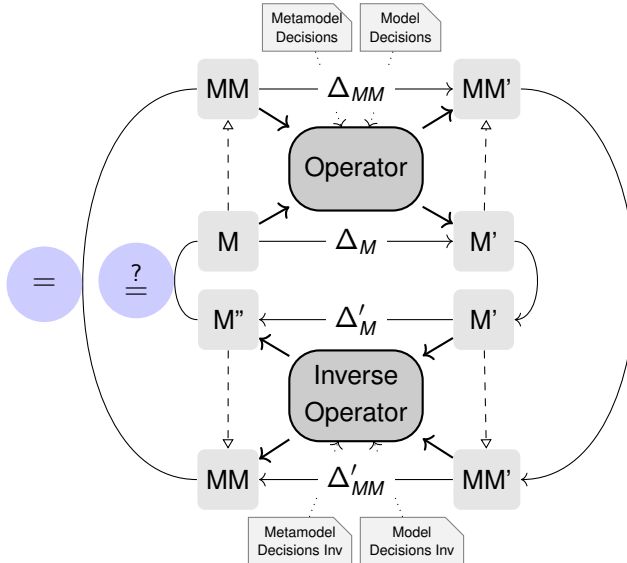 Metamodel
Decisions
Model
Decisions
MM
Δ_MM
MM'
Operator
M
Δ_M
M'
=
?
=
M''
Δ'_M
M'
Inverse
Operator
MM
Δ'_MM
MM'
Metamodel
Decisions Inv
Model
Decisions Inv